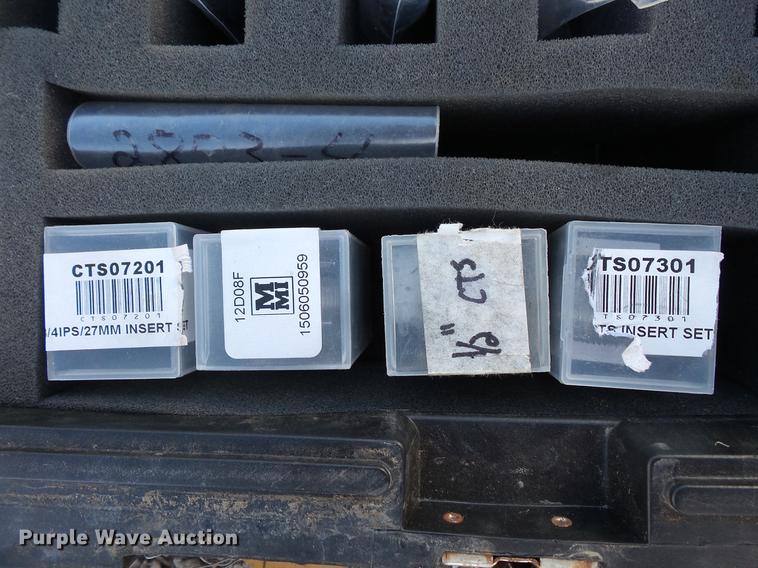 CTS07201
CTS07201
/4IPS/27MM INSERT S
12D08F
MMI
1506050959
1/2" CTS
TS07301
TS07301
TS INSERT SET
Purple Wave Auction